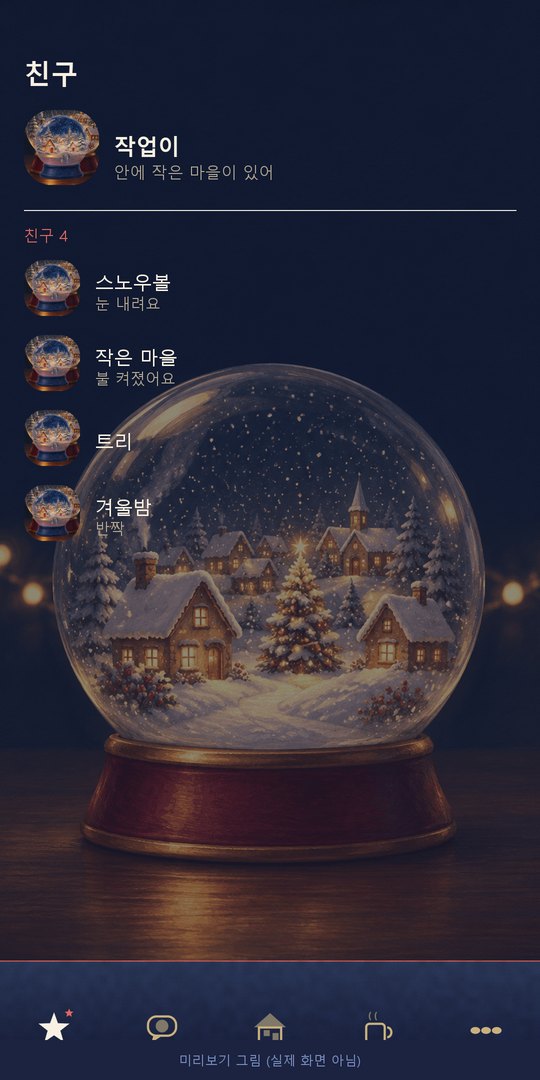 친구
작업이
안에 작은 마을이 있어
친구 4
스노우볼
눈 내려요
작은 마을
불 켜졌어요
트리
겨울밤
반짝
미리보기 그림 (실제 화면 아님)